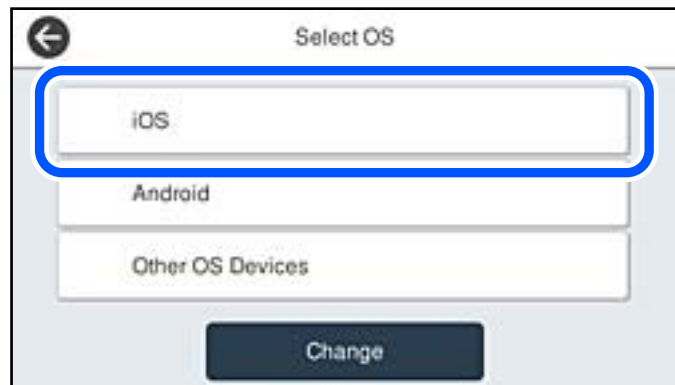 Select OS
iOS
Android
Other OS Devices
Change